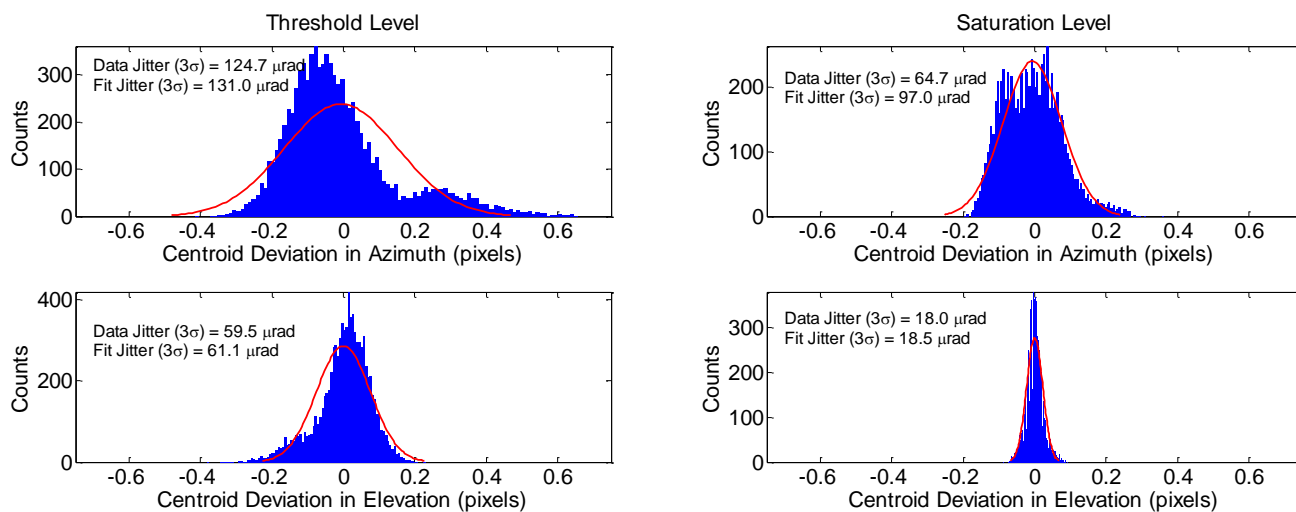 Threshold Level
Data Jitter (3σ) = 124.7 μrad
Fit Jitter (3σ) = 131.0 μrad
Counts
300
200
100
0
-0.6 -0.4 -0.2 0 0.2 0.4 0.6
Centroid Deviation in Azimuth (pixels)
Saturation Level
Data Jitter (3σ) = 64.7 μrad
Fit Jitter (3σ) = 97.0 μrad
Counts
200
100
0
-0.6 -0.4 -0.2 0 0.2 0.4 0.6
Centroid Deviation in Azimuth (pixels)
Data Jitter (3σ) = 59.5 μrad
Fit Jitter (3σ) = 61.1 μrad
Counts
400
200
0
-0.6 -0.4 -0.2 0 0.2 0.4 0.6
Centroid Deviation in Elevation (pixels)
Data Jitter (3σ) = 18.0 μrad
Fit Jitter (3σ) = 18.5 μrad
Counts
300
200
100
0
-0.6 -0.4 -0.2 0 0.2 0.4 0.6
Centroid Deviation in Elevation (pixels)